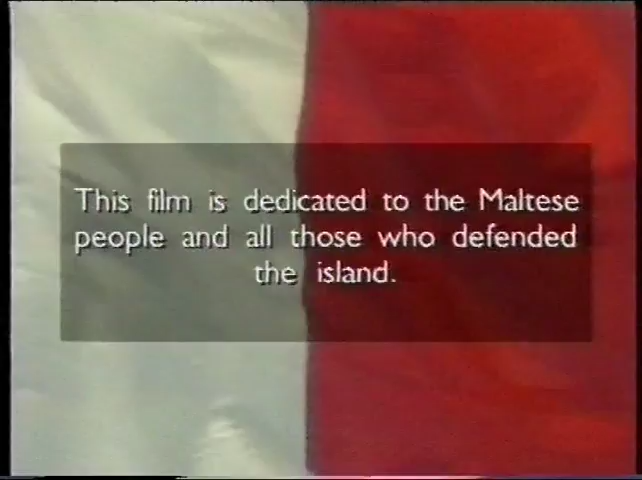 This film is dedicated to the Maltese
people and all those who defended
the island.